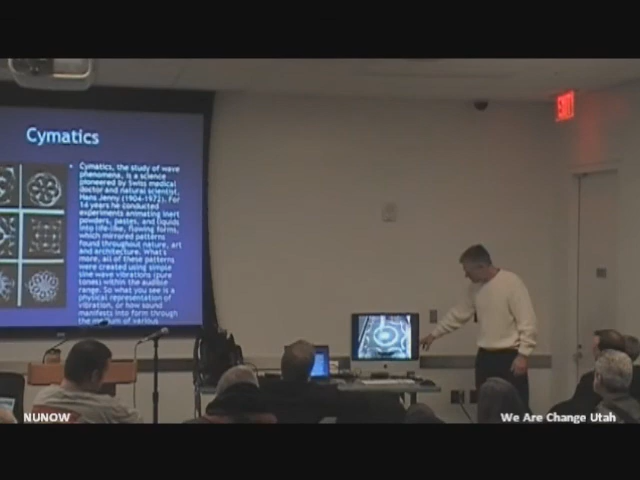 Cymatics
• Cymatics, the study of wave
phenomena, is a science
pioneered by Swiss medical
doctor and natural scientist,
Hans Jenny (1904-1972). For
14 years he conducted
experiments animating inert
powders, pastes, and liquids
into life-like, flowing forms,
which mirrored patterns
found throughout nature, art
and architecture. What's
more, all of these patterns
were created using simple
sine wave vibrations (pure
tones) within the audible
range. So what you see is a
physical representation of
vibration, or how sound
manifests into form through
the medium of various
EXIT
NUNOW
We Are Change Utah